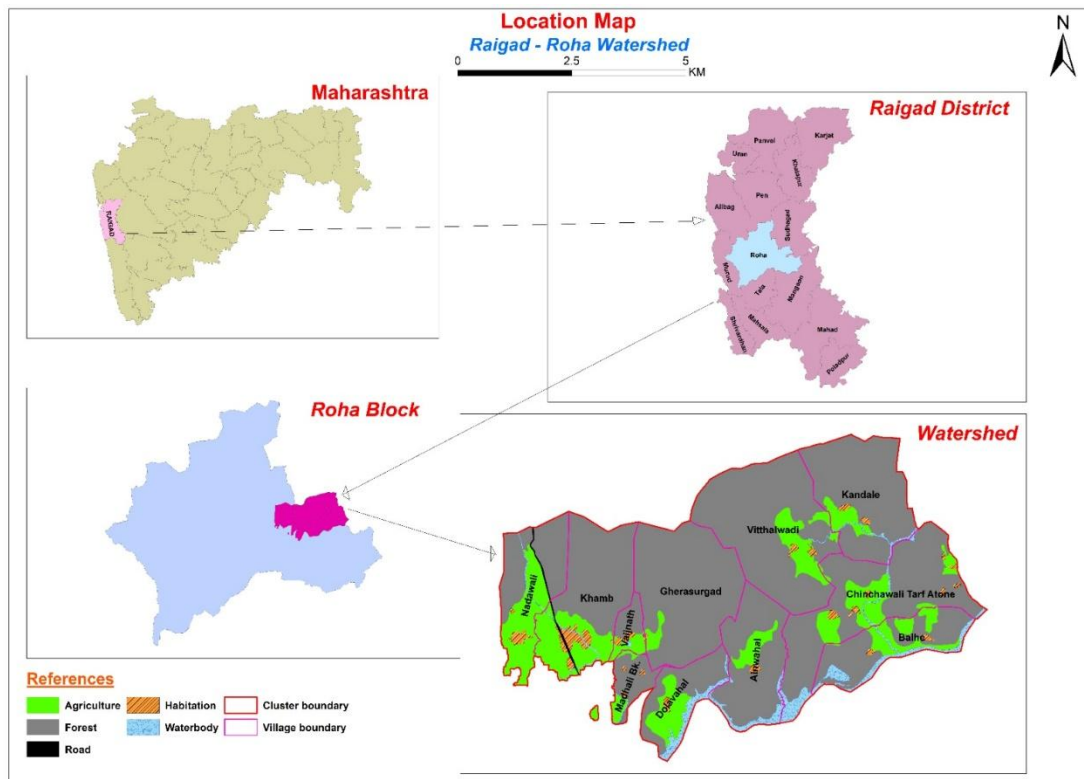 Location Map
Raigad - Roha Watershed
N
0 2.5 5
KM
Maharashtra
RAIGAD
Raigad District
Karjat
Panvel
Uran
Khalapur
Pen
Alibag
Sudhagad
Roha
Murud
Tala
Mangaon
Mahsala
Shrivardhan
Mahad
Poladpur
Roha Block
Watershed
Kandale
Vitthalwadi
Nadawali
Khamb
Gherasurgad
Chinchawali Tarf Atone
Vaijnath
Balhe
Madhali Bk.
Dolavahal
References
Agriculture Habitation Cluster boundary
Forest Waterbody Village boundary
Road